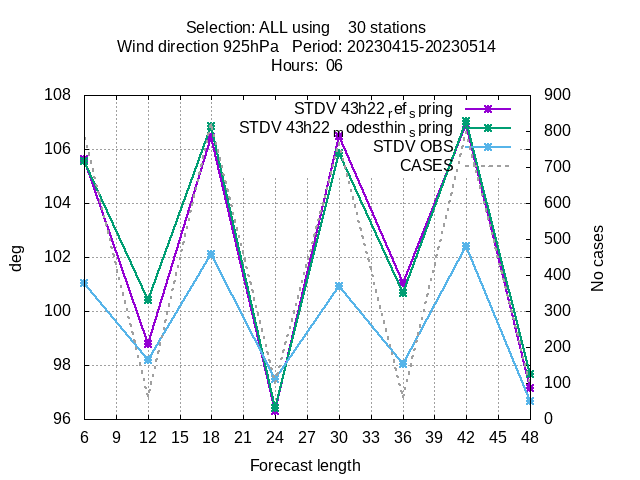 Selection: ALL using 30 stations
Wind direction 925hPa Period: 20230415-20230514
Hours: 06
108 900
STDV 43h22 ref spring
800
STDV 43h22 modesthin spring
106 STDV OBS
CASES 700
104 600
500
102 400
100 300
200
98 100
96 0
deg
No cases
6 9 12 15 18 21 24 27 30 33 36 39 42 45 48
Forecast length